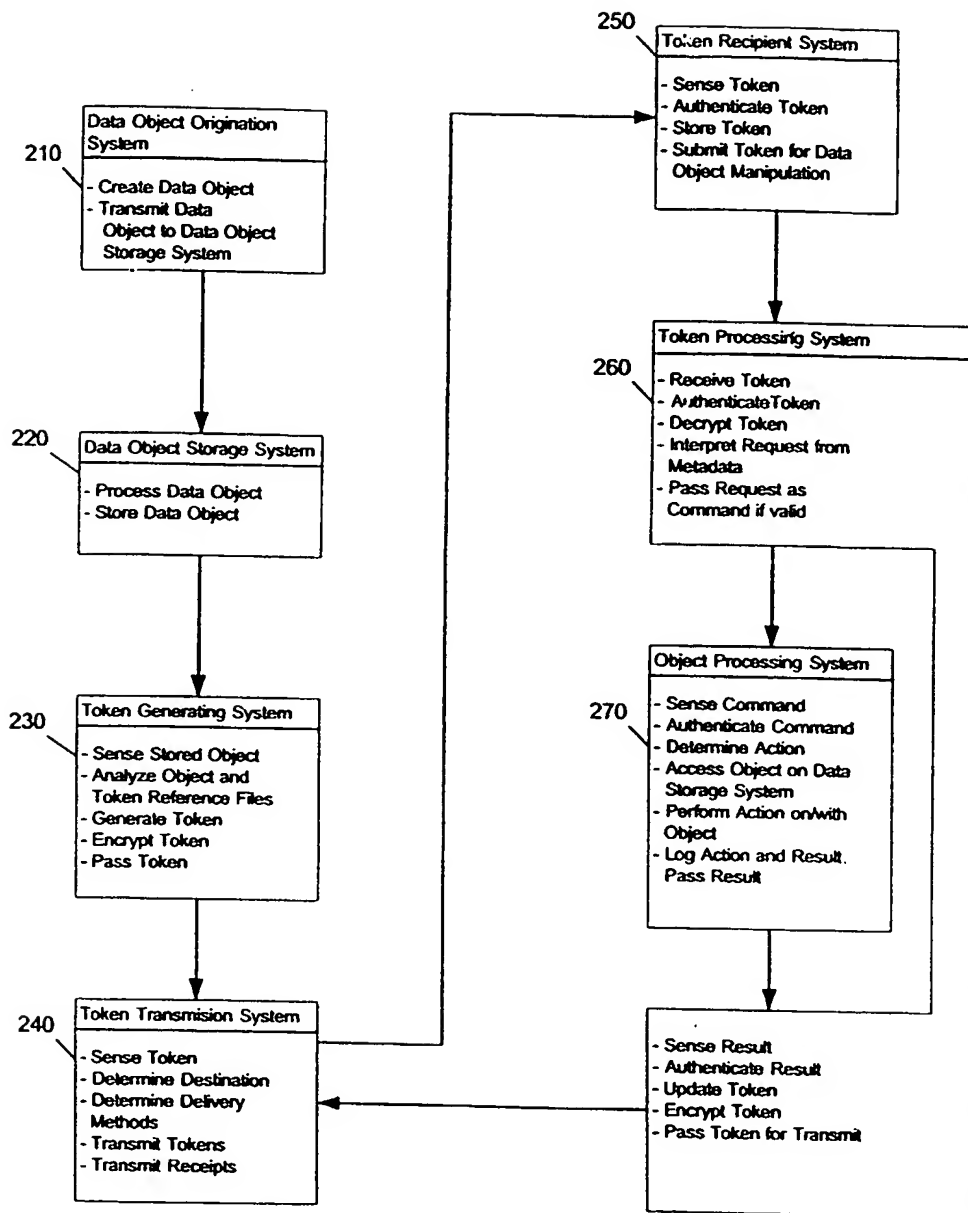 210
Data Object Origination
System
- Create Data Object
- Transmit Data
Object to Data Object
Storage System
220
Data Object Storage System
- Process Data Object
- Store Data Object
230
Token Generating System
- Sense Stored Object
- Analyze Object and
Token Reference Files
- Generate Token
- Encrypt Token
- Pass Token
240
Token Transmision System
- Sense Token
- Determine Destination
- Determine Delivery
Methods
- Transmit Tokens
- Transmit Receipts
250
Token Recipient System
- Sense Token
- Authenticate Token
- Store Token
- Submit Token for Data
Object Manipulation
260
Token Processing System
- Receive Token
- AuthenticateToken
- Decrypt Token
- Interpret Request from
Metadata
- Pass Request as
Command if valid
270
Object Processing System
- Sense Command
- Authenticate Command
- Determine Action
- Access Object on Data
Storage System
- Perform Action on/with
Object
- Log Action and Result.
Pass Result
- Sense Result
- Authenticate Result
- Update Token
- Encrypt Token
- Pass Token for Transmit